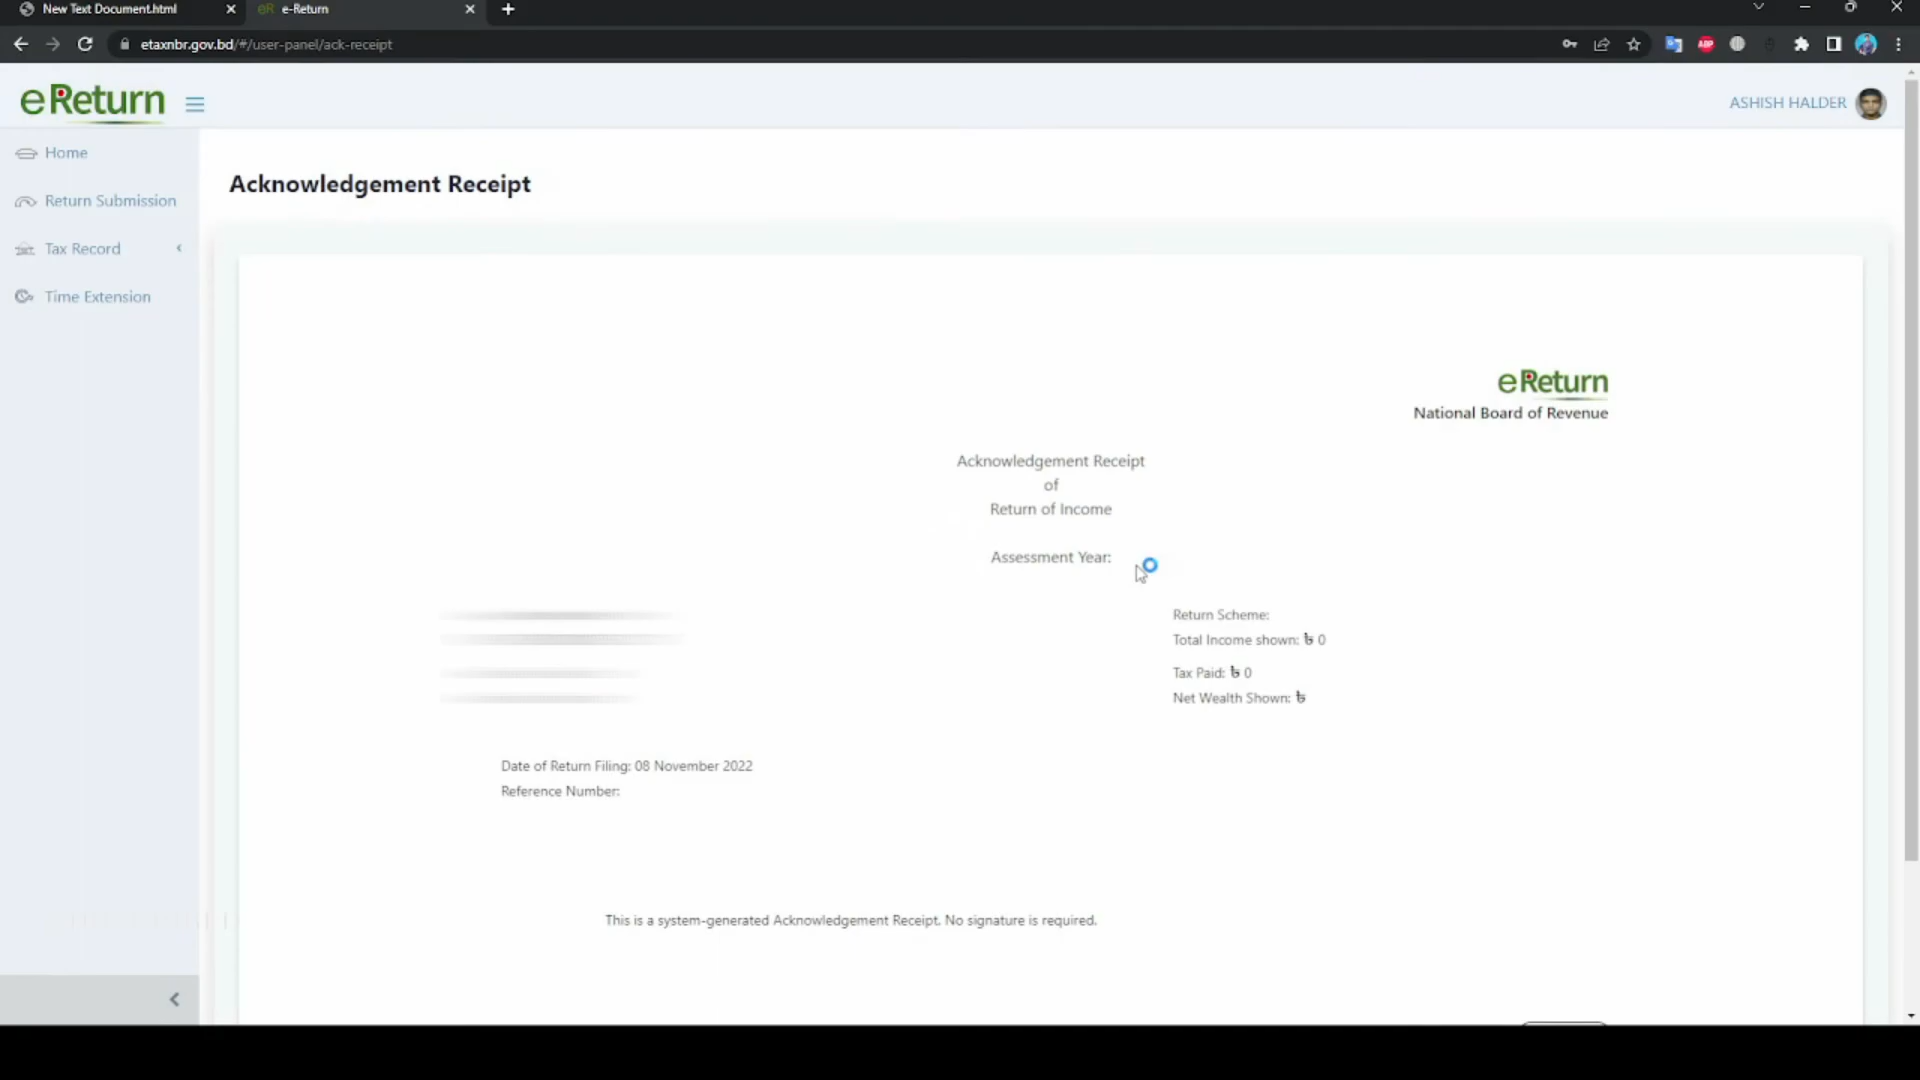 New Text Document.html
e-Return
etaxnbr.gov.bd/#/user-panel/ack-receipt
eReturn
ASHISH HALDER
Home
Return Submission
Tax Record
Time Extension
Acknowledgement Receipt
eReturn
National Board of Revenue
Acknowledgement Receipt
of
Return of Income
Assessment Year:
Return Scheme:
Total Income shown: ৳ 0
Tax Paid: ৳ 0
Net Wealth Shown: ৳
Date of Return Filing: 08 November 2022
Reference Number:
This is a system-generated Acknowledgement Receipt. No signature is required.